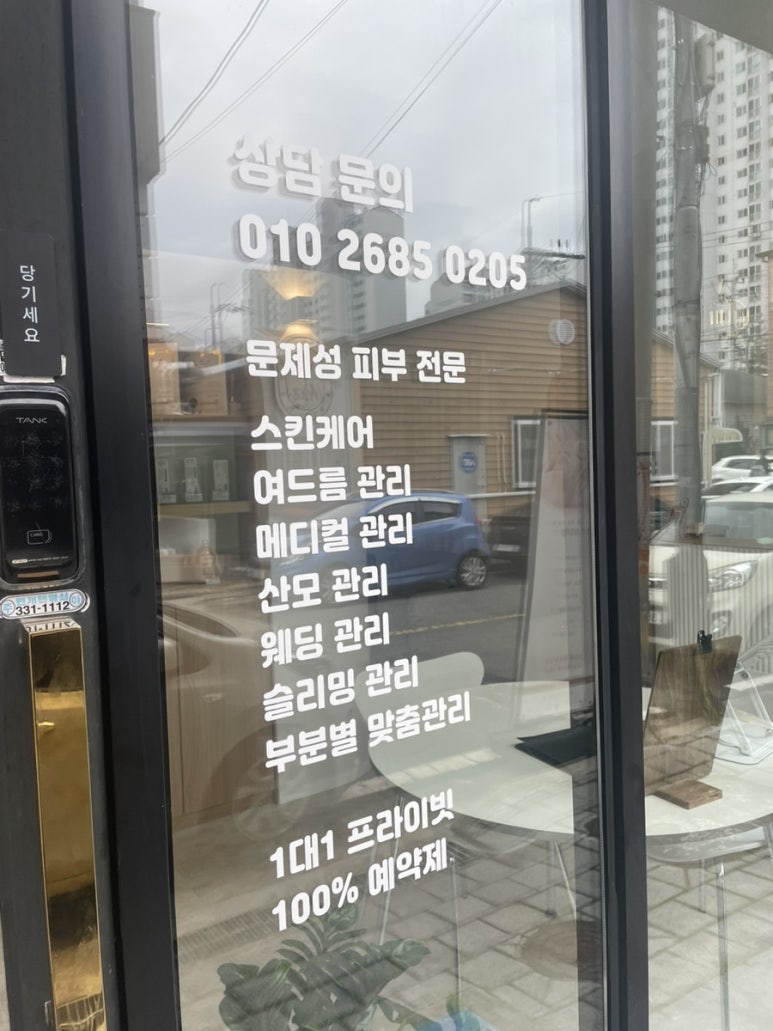 상담 문의
010 2685 0205
문제성 피부 전문
스킨케어
여드름 관리
메디컬 관리
산모 관리
웨딩 관리
슬리밍 관리
부분별 맞춤관리
1대1 프라이빗
100% 예약제
당기세요
TANK
331-1112